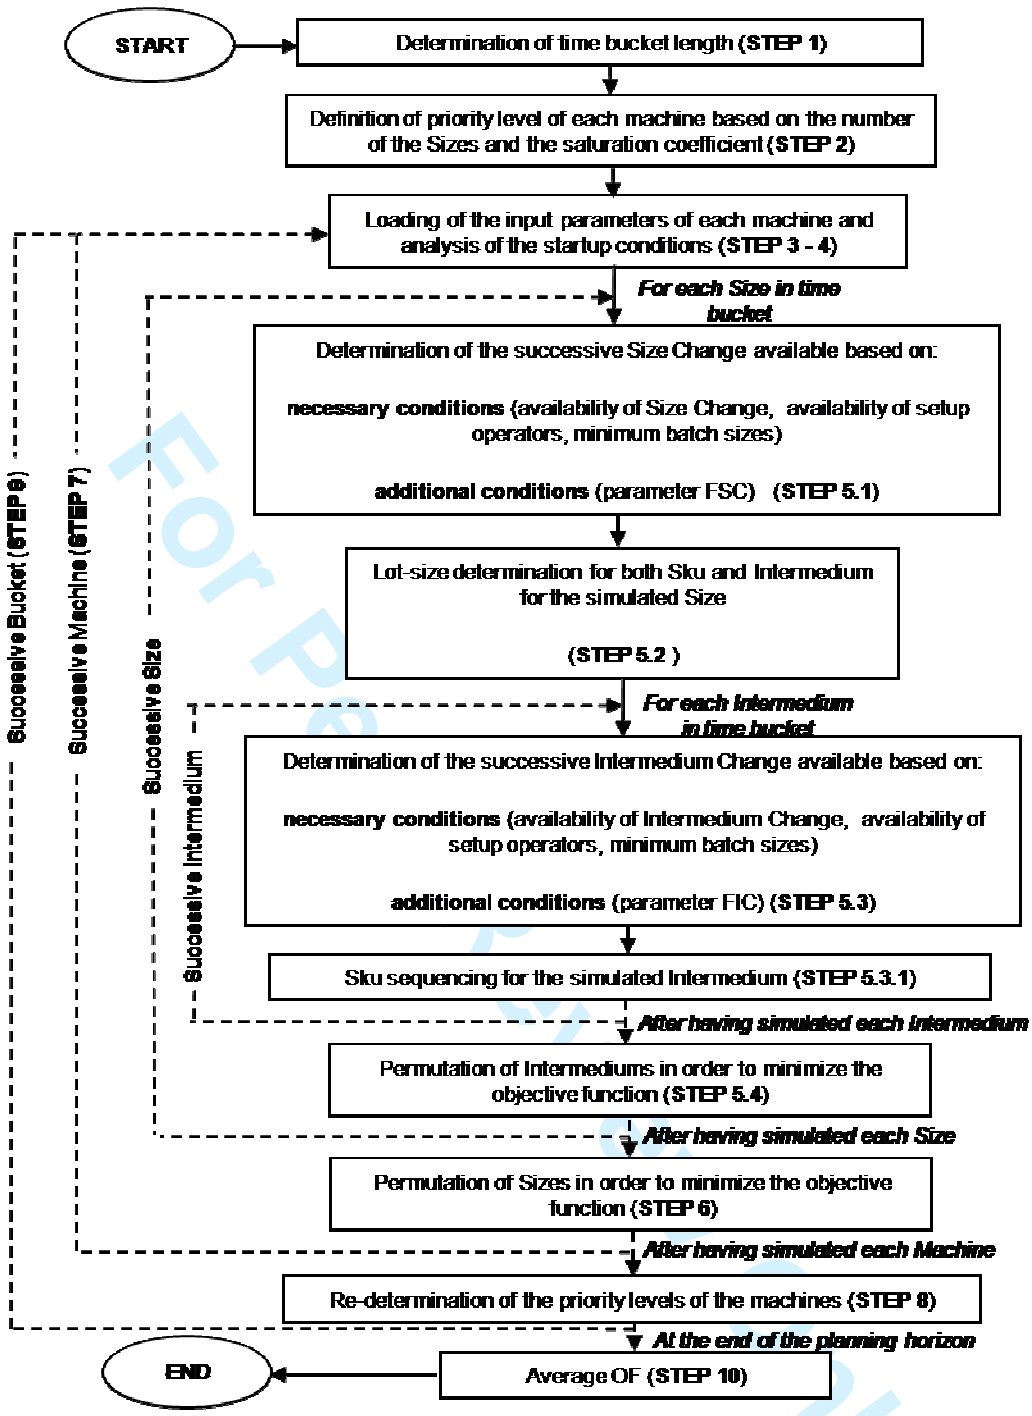 START
Determination of time bucket length (STEP 1)
Definition of priority level of each machine based on the number
of the Sizes and the saturation coefficient (STEP 2)
Loading of the input parameters of each machine and
analysis of the startup conditions (STEP 3 - 4)
For each Size in time
bucket
Determination of the successive Size Change available based on:
necessary conditions (availability of Size Change, availability of setup
operators, minimum batch sizes)
additional conditions (parameter FSC) (STEP 5.1)
Lot-size determination for both Sku and Intermedium
for the simulated Size
(STEP 5.2 )
For each Intermedium
in time bucket
Determination of the successive Intermedium Change available based on:
necessary conditions (availability of Intermedium Change, availability of
setup operators, minimum batch sizes)
additional conditions (parameter FIC) (STEP 5.3)
Sku sequencing for the simulated Intermedium (STEP 5.3.1)
After having simulated each Intermedium
Permutation of Intermediums in order to minimize the
objective function (STEP 5.4)
After having simulated each Size
Permutation of Sizes in order to minimize the objective
function (STEP 6)
After having simulated each Machine
Re-determination of the priority levels of the machines (STEP 8)
At the end of the planning horizon
Average OF (STEP 10)
END
Successive Bucket (STEP 9)
Successive Machine (STEP 7)
Successive Size
Successive Intermedium
For Pe